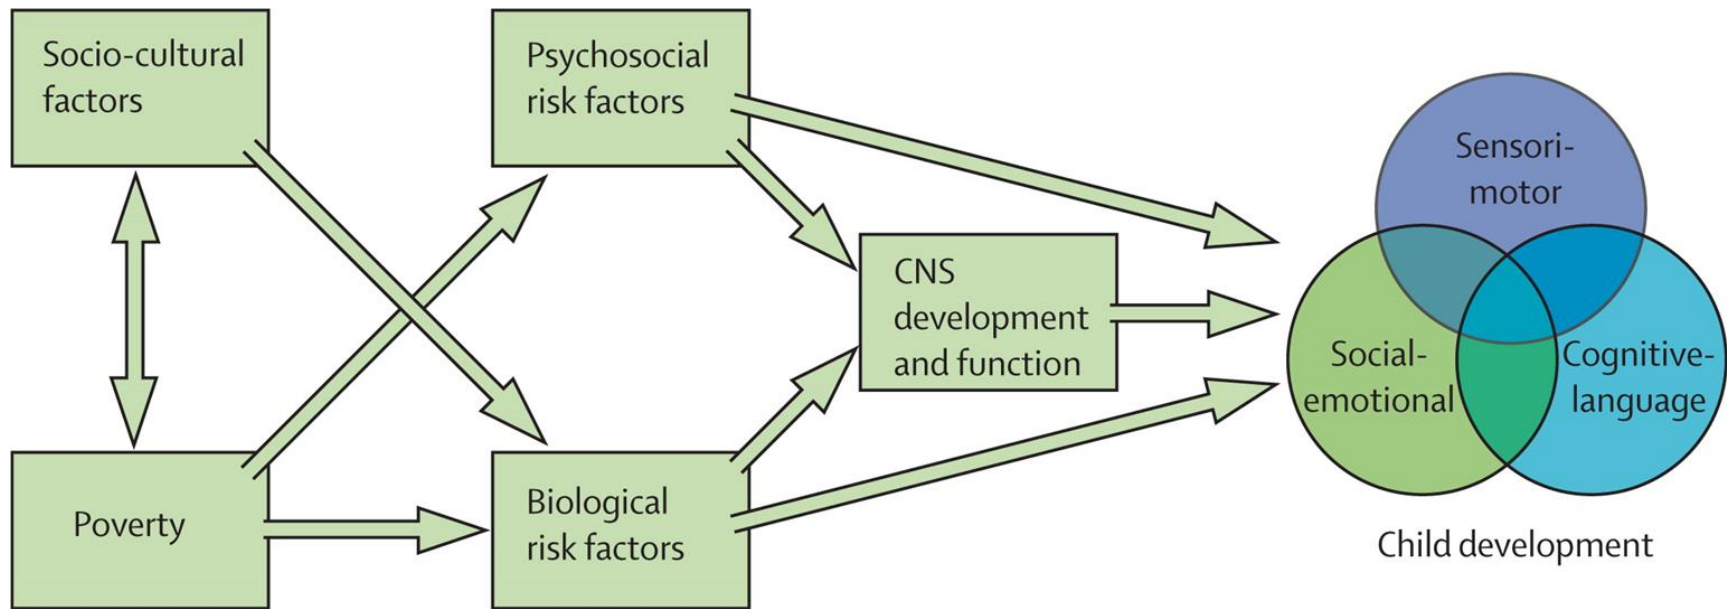 Socio-cultural
factors
Psychosocial
risk factors
Sensori-
motor
CNS
development
and function
Social-
emotional
Cognitive-
language
Poverty
Biological
risk factors
Child development